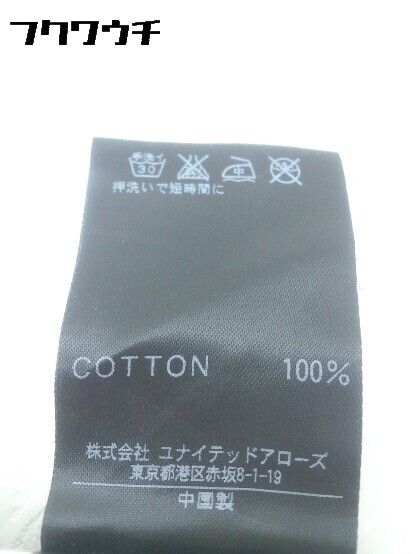 フクワウチ
手洗イ
30 中
押洗いで短時間に
COTTON 100%
株式会社 ユナイテッドアローズ
東京都港区赤坂8-1-19
中国製